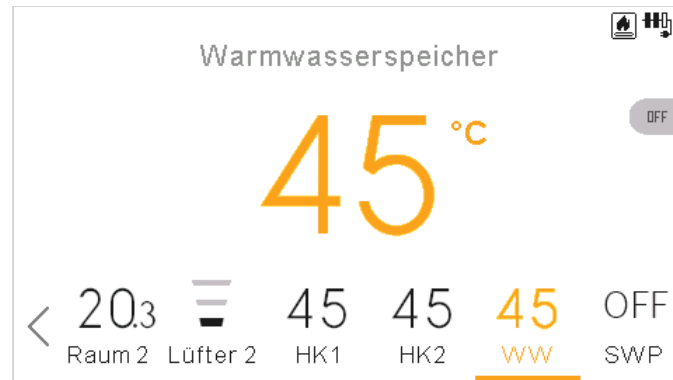 Warmwasserspeicher
45 °C
OFF
20.3 45 45 45 OFF
Raum 2 Lüfter 2 HK1 HK2 WW SWP